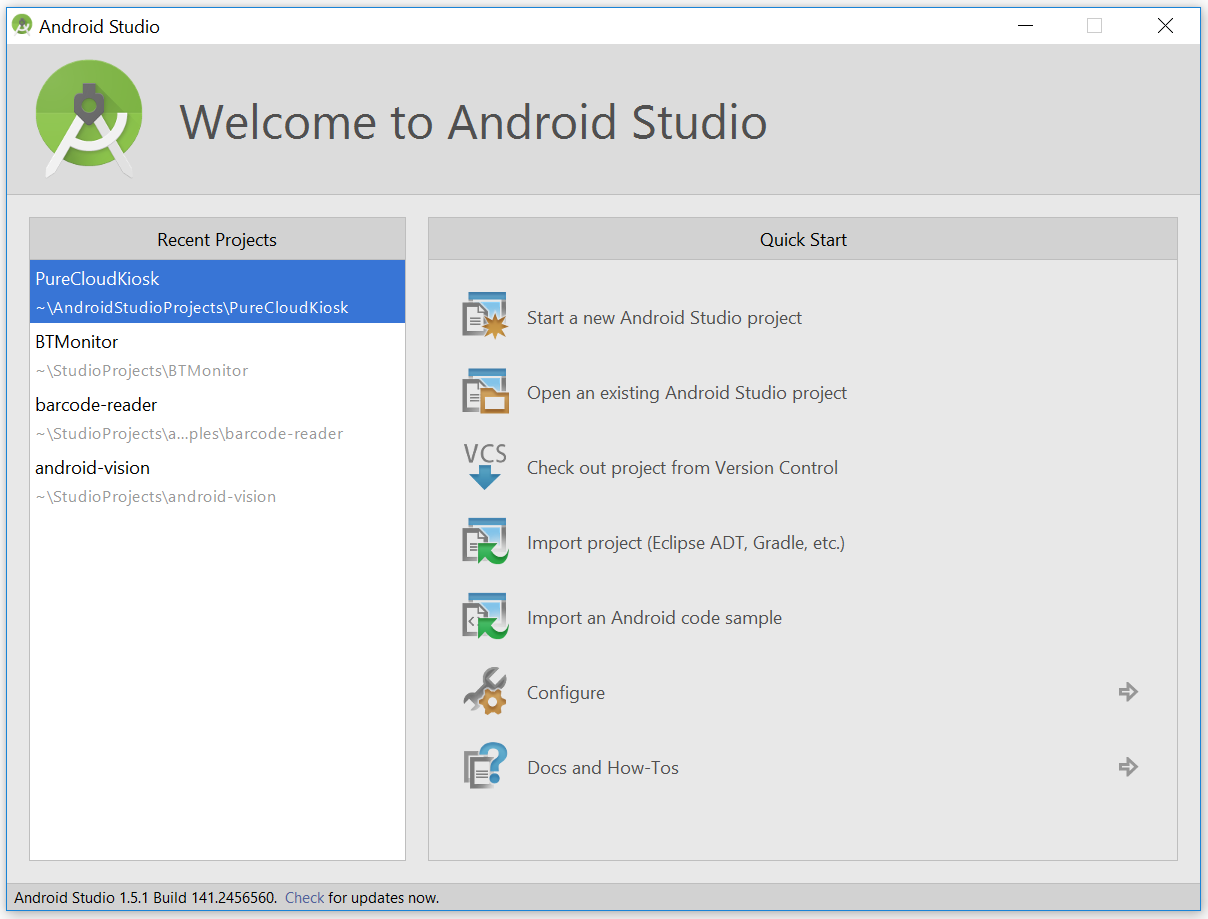 Android Studio
Welcome to Android Studio
Recent Projects
PureCloudKiosk
~\AndroidStudioProjects\PureCloudKiosk
BTMonitor
~\StudioProjects\BTMonitor
barcode-reader
~\StudioProjects\a...ples\barcode-reader
android-vision
~\StudioProjects\android-vision
Quick Start
Start a new Android Studio project
Open an existing Android Studio project
VCS
Check out project from Version Control
Import project (Eclipse ADT, Gradle, etc.)
Import an Android code sample
Configure
Docs and How-Tos
Android Studio 1.5.1 Build 141.2456560. Check for updates now.